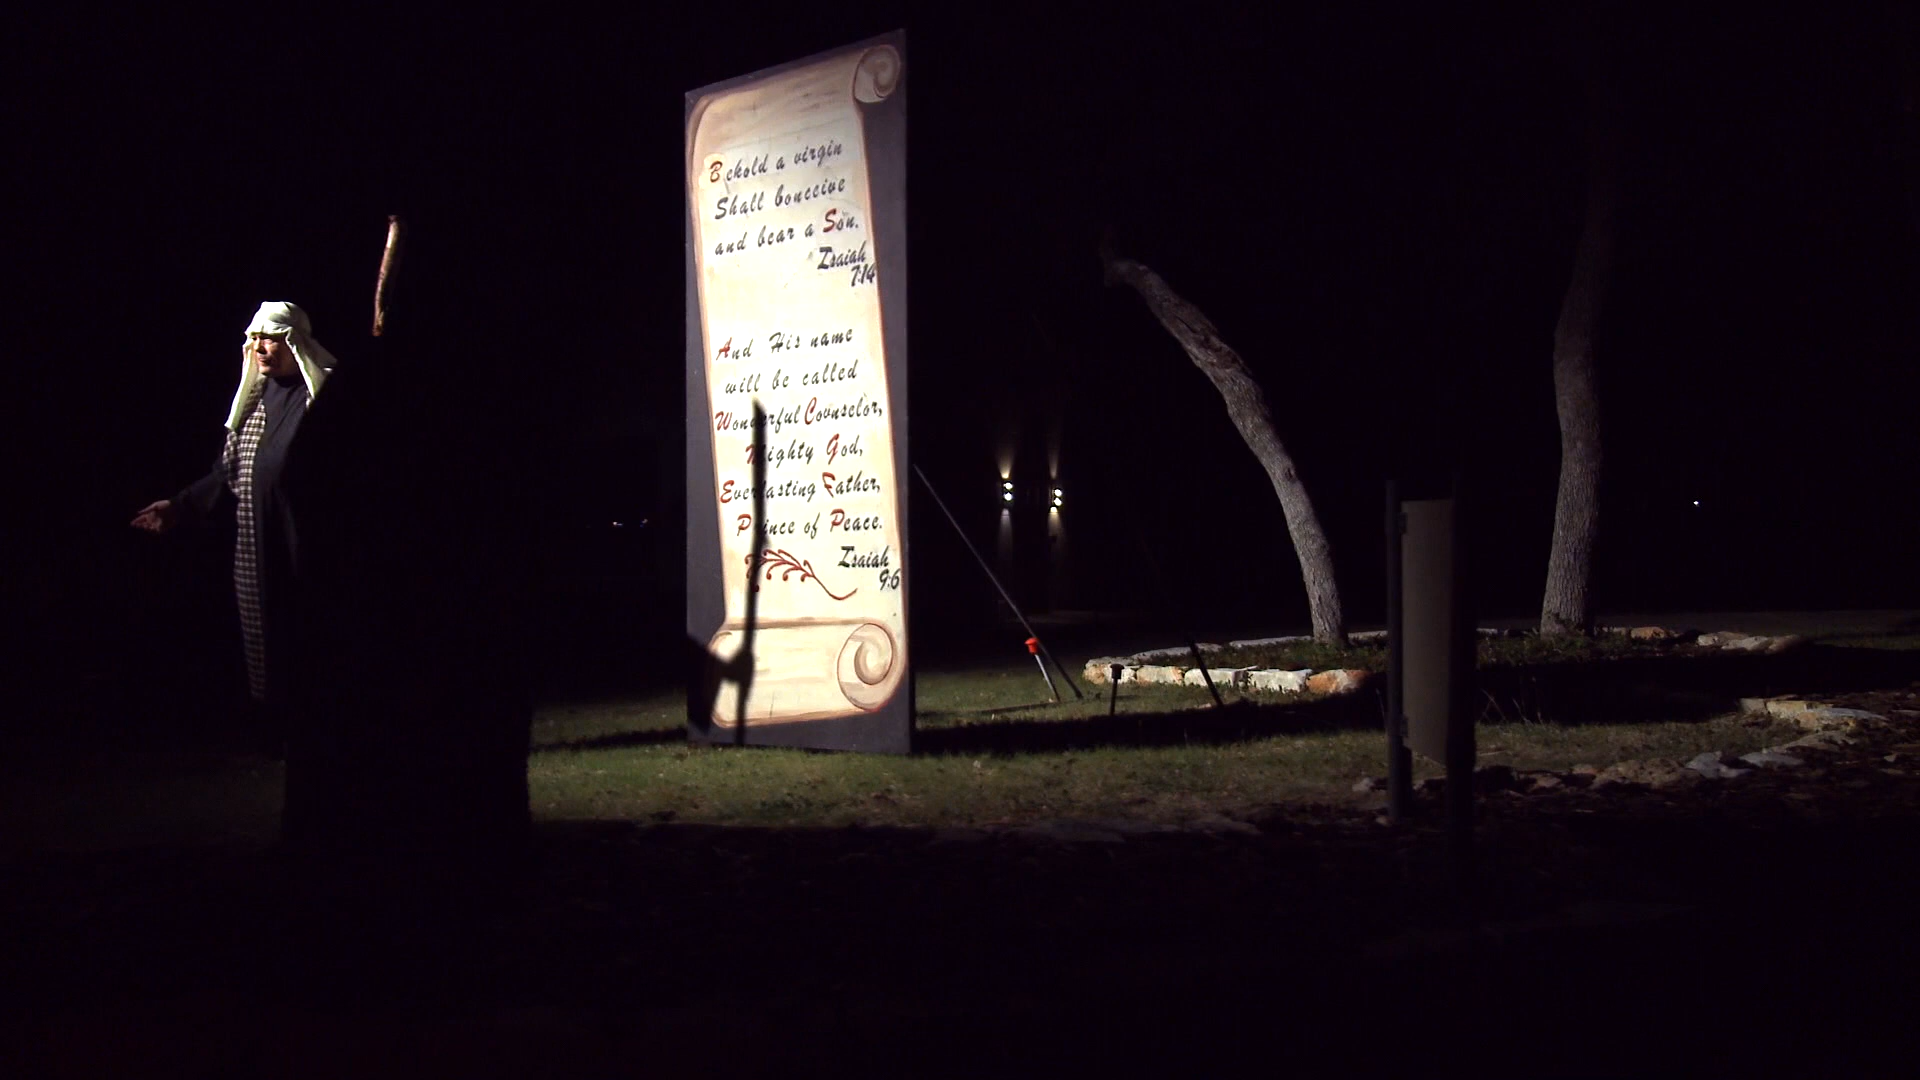 Behold a virgin
Shall bonceive
and bear a Son.
Isaiah
7:14
And His name
will be called
Wonderful Counselor,
Mighty God,
Everlasting Father,
Prince of Peace.
Isaiah
9:6